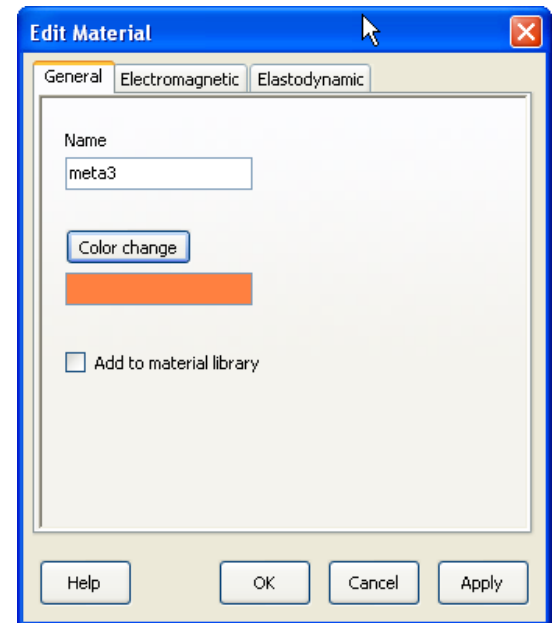 Edit Material
General Electromagnetic Elastodynamic
Name
meta3
Color change
Add to material library
Help OK Cancel Apply